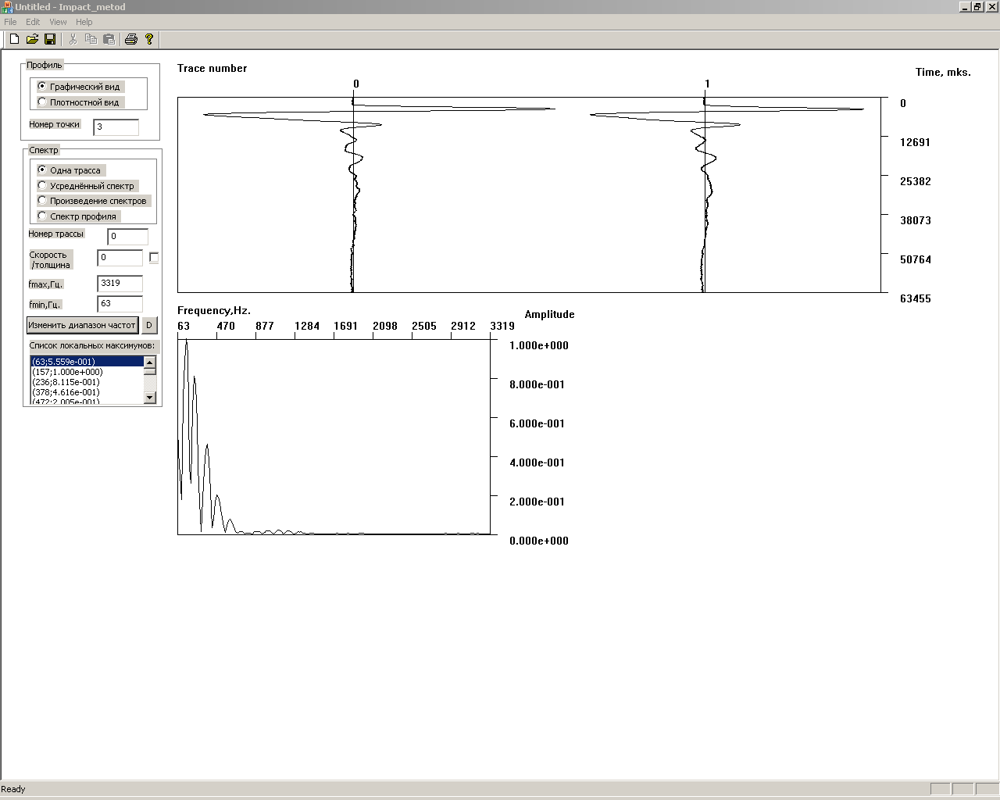 Untitled - Impact_metod
File Edit View Help
Профиль
Графический вид
Плотностной вид
Номер точки 3
Спектр
Одна трасса
Усреднённый спектр
Произведение спектров
Спектр профиля
Номер трассы 0
Скорость
/толщина 0
fmax,Гц. 3319
fmin,Гц. 63
Изменить диапазон частот D
Список локальных максимумов:
(63;5.559e-001)
(157;1.000e+000)
(236;8.115e-001)
(378;4.616e-001)
(472;2.005e-001)
Trace number
0 1
Time, mks.
0
12691
25382
38073
50764
63455
Frequency,Hz.
63 470 877 1284 1691 2098 2505 2912 3319
Amplitude
1.000e+000
8.000e-001
6.000e-001
4.000e-001
2.000e-001
0.000e+000
Ready